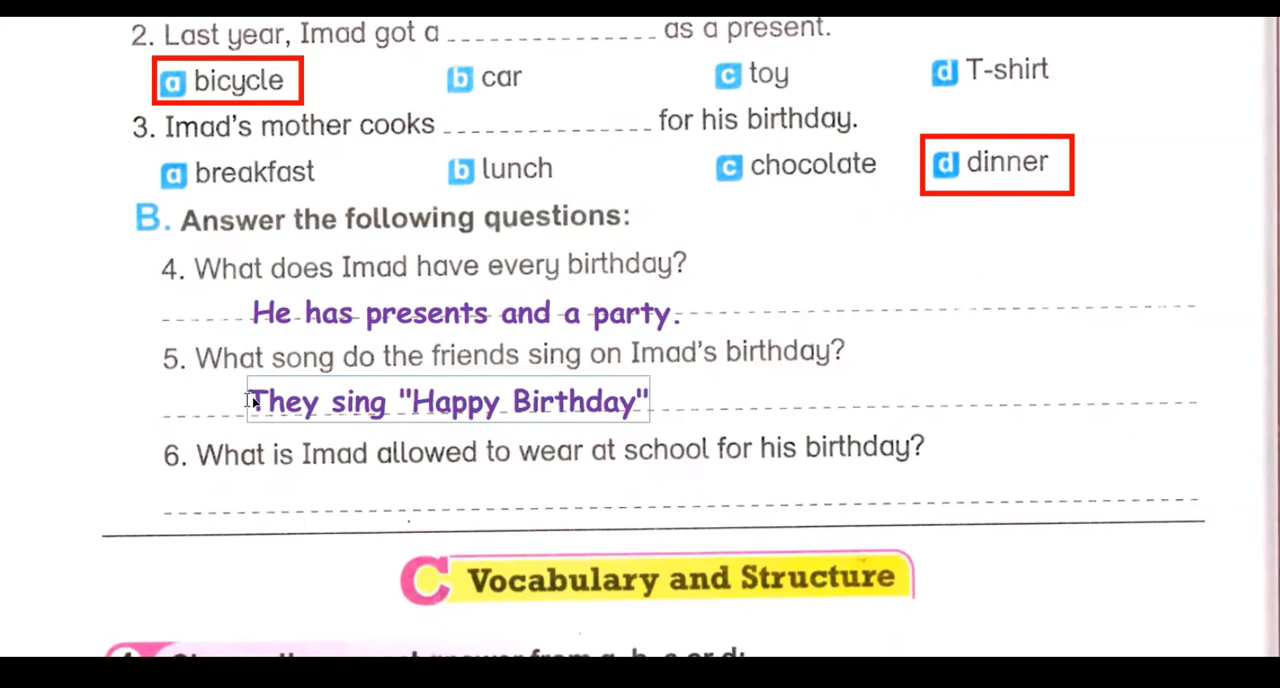 2. Last year, Imad got a ______________ as a present.
a bicycle b car c toy d T-shirt
3. Imad's mother cooks ______________ for his birthday.
a breakfast b lunch c chocolate d dinner
B. Answer the following questions:
4. What does Imad have every birthday?
He has presents and a party.
5. What song do the friends sing on Imad's birthday?
They sing "Happy Birthday"
6. What is Imad allowed to wear at school for his birthday?
C Vocabulary and Structure